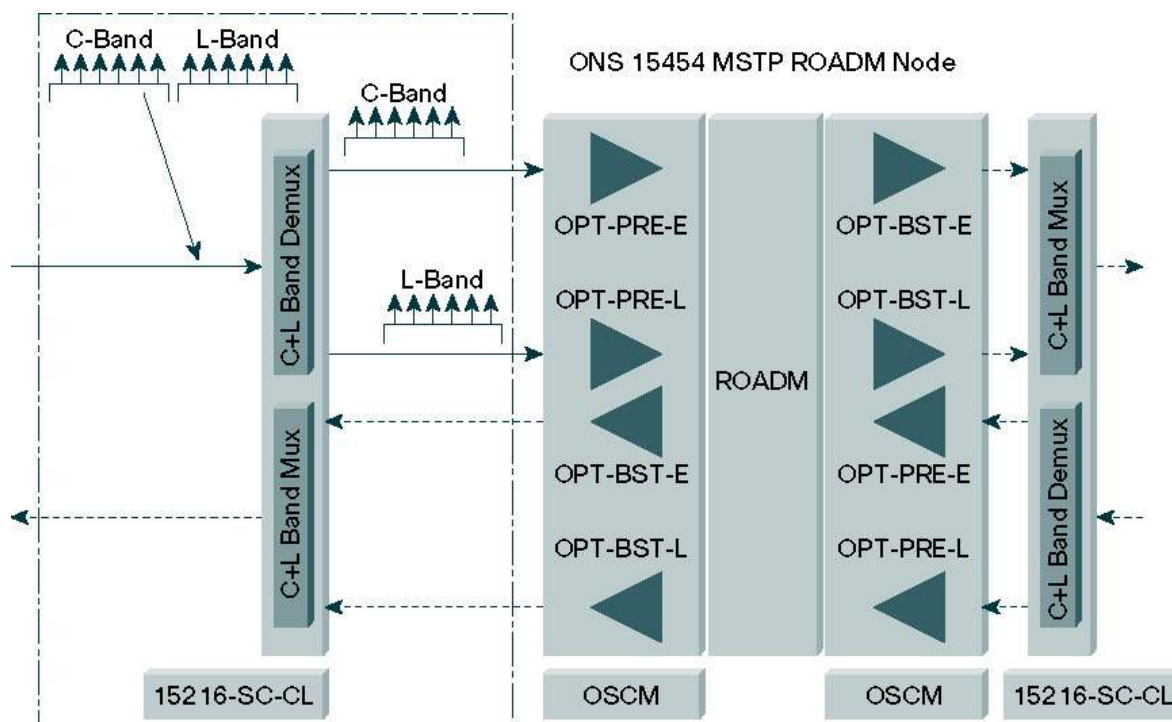 C-Band
L-Band
ONS 15454 MSTP ROADM Node
C-Band
C+L Band Demux
OPT-PRE-E
OPT-BST-E
C+L Band Mux
L-Band
OPT-PRE-L
OPT-BST-L
ROADM
C+L Band Mux
OPT-BST-E
OPT-PRE-E
C+L Band Demux
OPT-BST-L
OPT-PRE-L
15216-SC-CL
OSCM
OSCM
15216-SC-CL